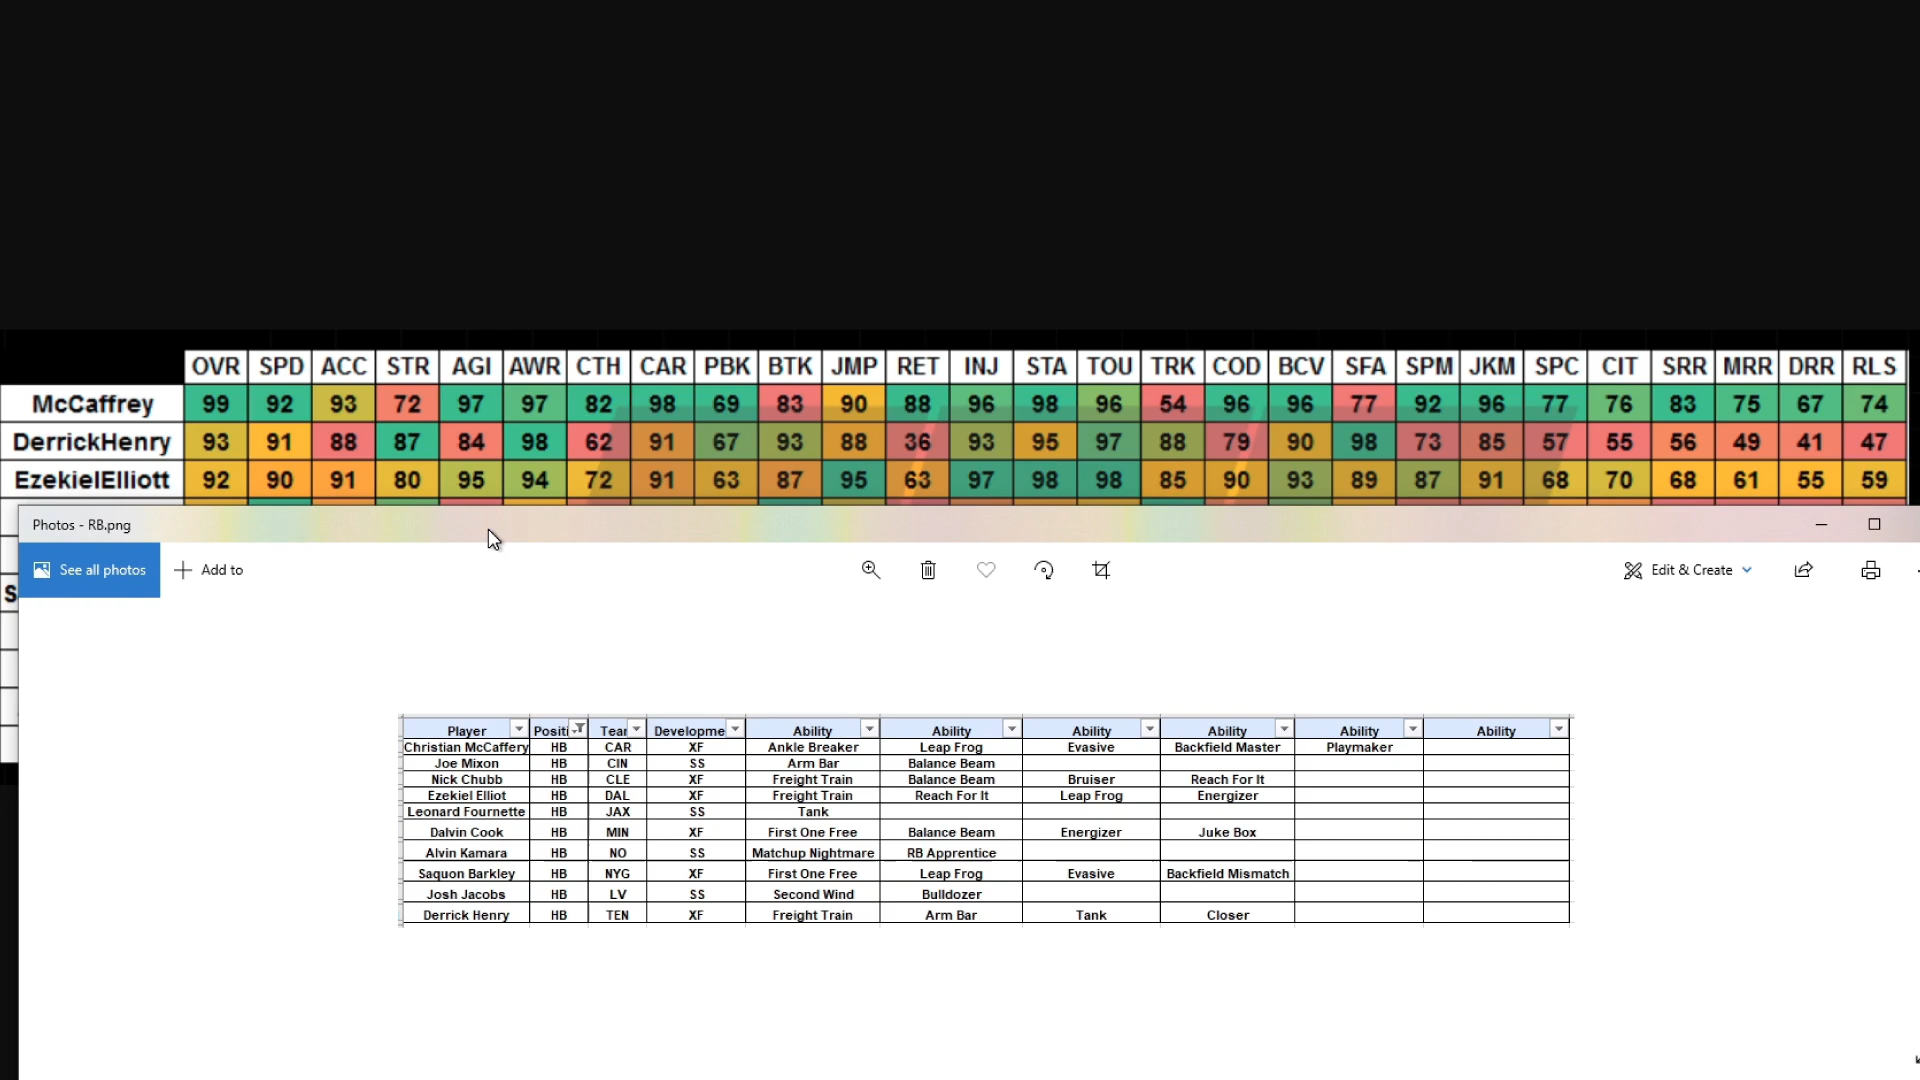 OVR SPD ACC STR AGI AWR CTH CAR PBK BTK JMP RET INJ STA TOU TRK COD BCV SFA SPM JKM SPC CIT SRR MRR DRR RLS
McCaffrey 99 92 93 72 97 97 82 98 69 83 90 88 96 98 96 54 96 96 77 92 96 77 76 83 75 67 74
DerrickHenry 93 91 88 87 84 98 62 91 67 93 88 36 93 95 97 88 79 90 98 73 85 57 55 56 49 41 47
EzekielElliott 92 90 91 80 95 94 72 91 63 87 95 63 97 98 98 85 90 93 89 87 91 68 70 68 61 55 59
Photos - RB.png
See all photos Add to Edit & Create
S
Player Positi Tear Developme Ability Ability Ability Ability Ability Ability
Christian McCaffery HB CAR XF Ankle Breaker Leap Frog Evasive Backfield Master Playmaker
Joe Mixon HB CIN SS Arm Bar Balance Beam
Nick Chubb HB CLE XF Freight Train Balance Beam Bruiser Reach For It
Ezekiel Elliot HB DAL XF Freight Train Reach For It Leap Frog Energizer
Leonard Fournette HB JAX SS Tank
Dalvin Cook HB MIN XF First One Free Balance Beam Energizer Juke Box
Alvin Kamara HB NO SS Matchup Nightmare RB Apprentice
Saquon Barkley HB NYG XF First One Free Leap Frog Evasive Backfield Mismatch
Josh Jacobs HB LV SS Second Wind Bulldozer
Derrick Henry HB TEN XF Freight Train Arm Bar Tank Closer